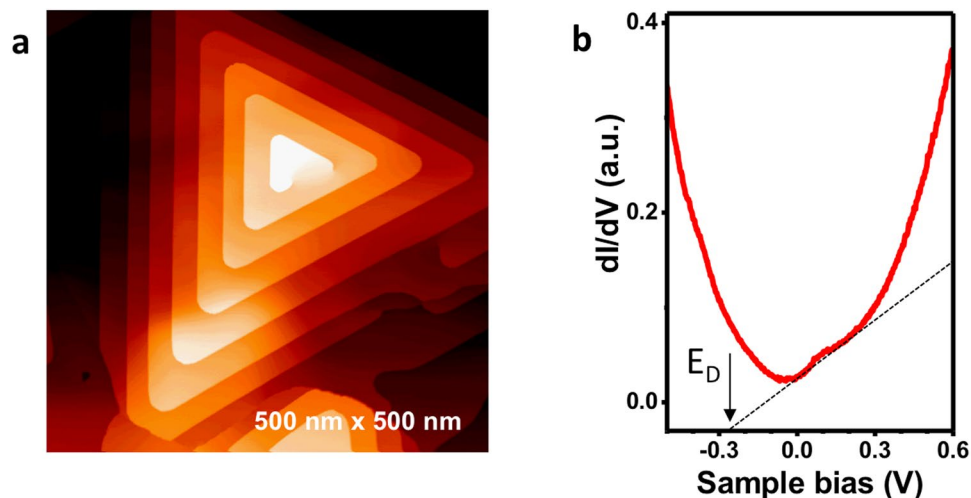 a
500 nm x 500 nm
b
dI/dV (a.u.)
0.4
0.2
0.0
E_D
-0.3 0.0 0.3 0.6
Sample bias (V)